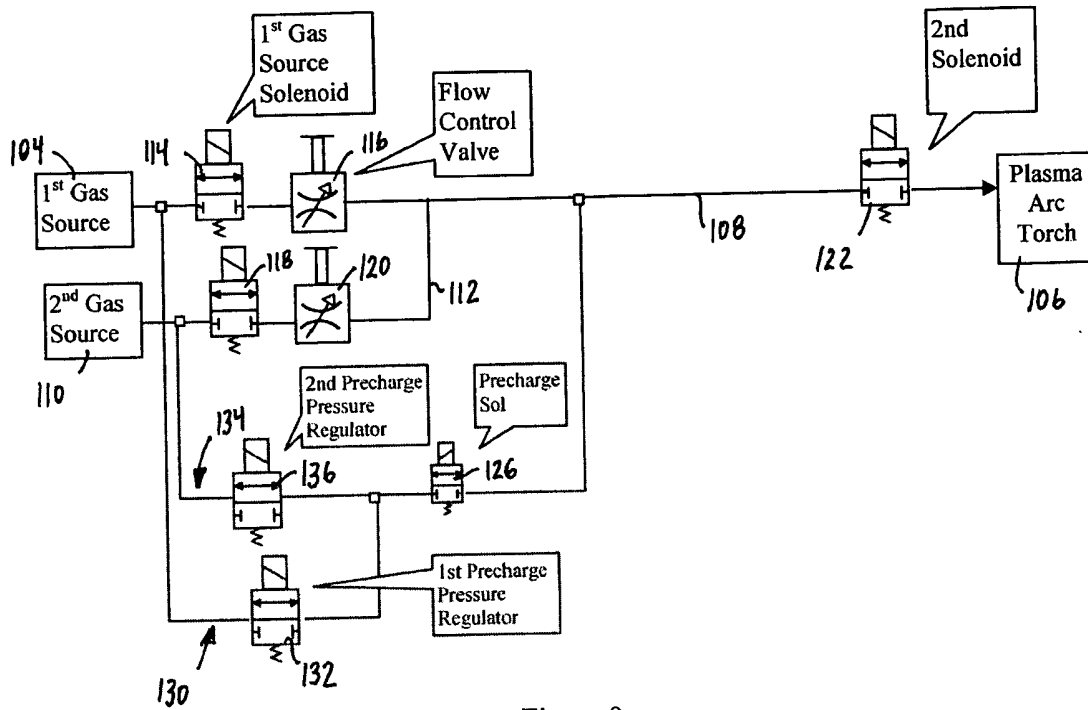 1st Gas
Source
Solenoid
2nd
Solenoid
Flow
Control
Valve
104
114
116
1st Gas
Source
108
122
Plasma
Arc
Torch
106
118
120
112
2nd Gas
Source
110
2nd Precharge
Pressure
Regulator
Precharge
Sol
134
136
126
1st Precharge
Pressure
Regulator
132
130